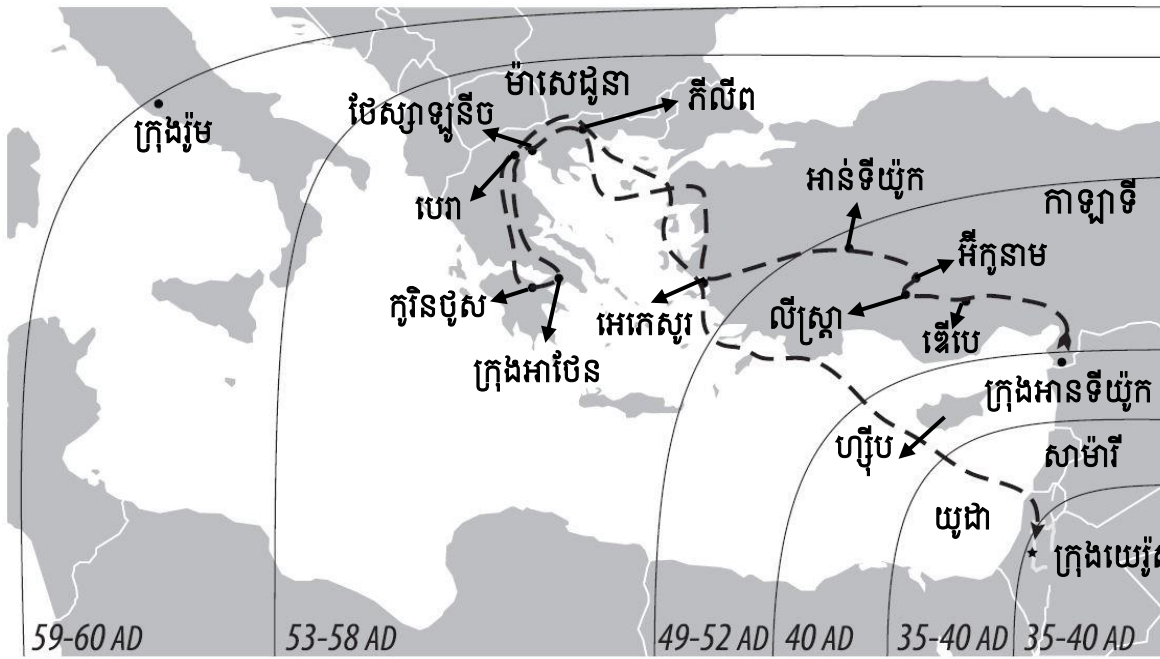 ម៉ាសេដូនា
ភីលីព
ថែស្សាឡូនីច
ក្រុងរ៉ូម
បេរា
អាន់ទីយ៉ូក
កាឡាទី
អ៊ីកូនាម
កូរិនថូស
អេភេសូរ
លីស្ត្រា
ឌើបេ
ក្រុងអាថែន
ក្រុងអានទីយ៉ូក
ហ្ស៊ីប
សាម៉ារី
យូដា
59-60 AD
53-58 AD
49-52 AD
40 AD
35-40 AD
35-40 AD